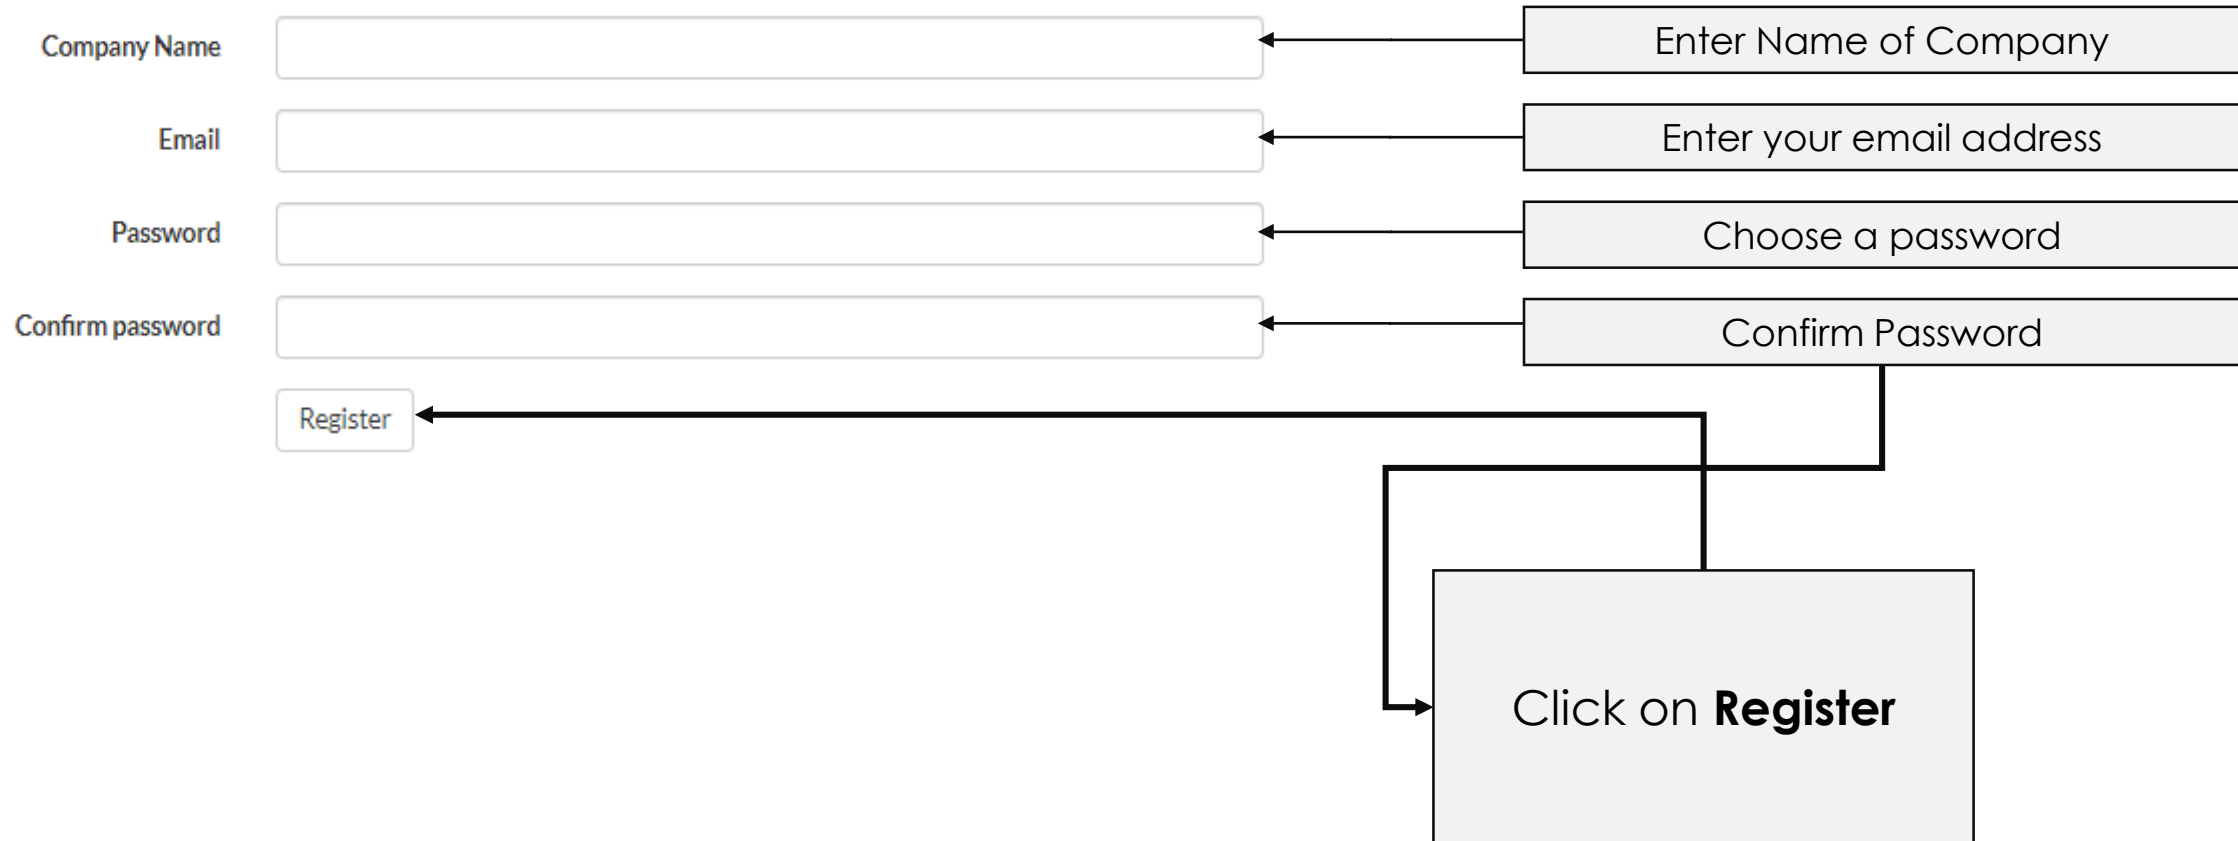 Company Name
Enter Name of Company
Email
Enter your email address
Password
Choose a password
Confirm password
Confirm Password
Register
Click on Register